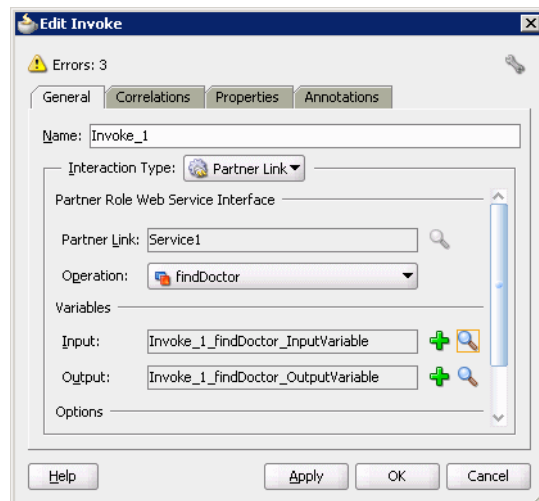 Edit Invoke
Errors: 3
General Correlations Properties Annotations
Name: Invoke_1
Interaction Type: Partner Link
Partner Role Web Service Interface
Partner Link: Service1
Operation: findDoctor
Variables
Input: Invoke_1_findDoctor_InputVariable
Output: Invoke_1_findDoctor_OutputVariable
Options
Help Apply OK Cancel